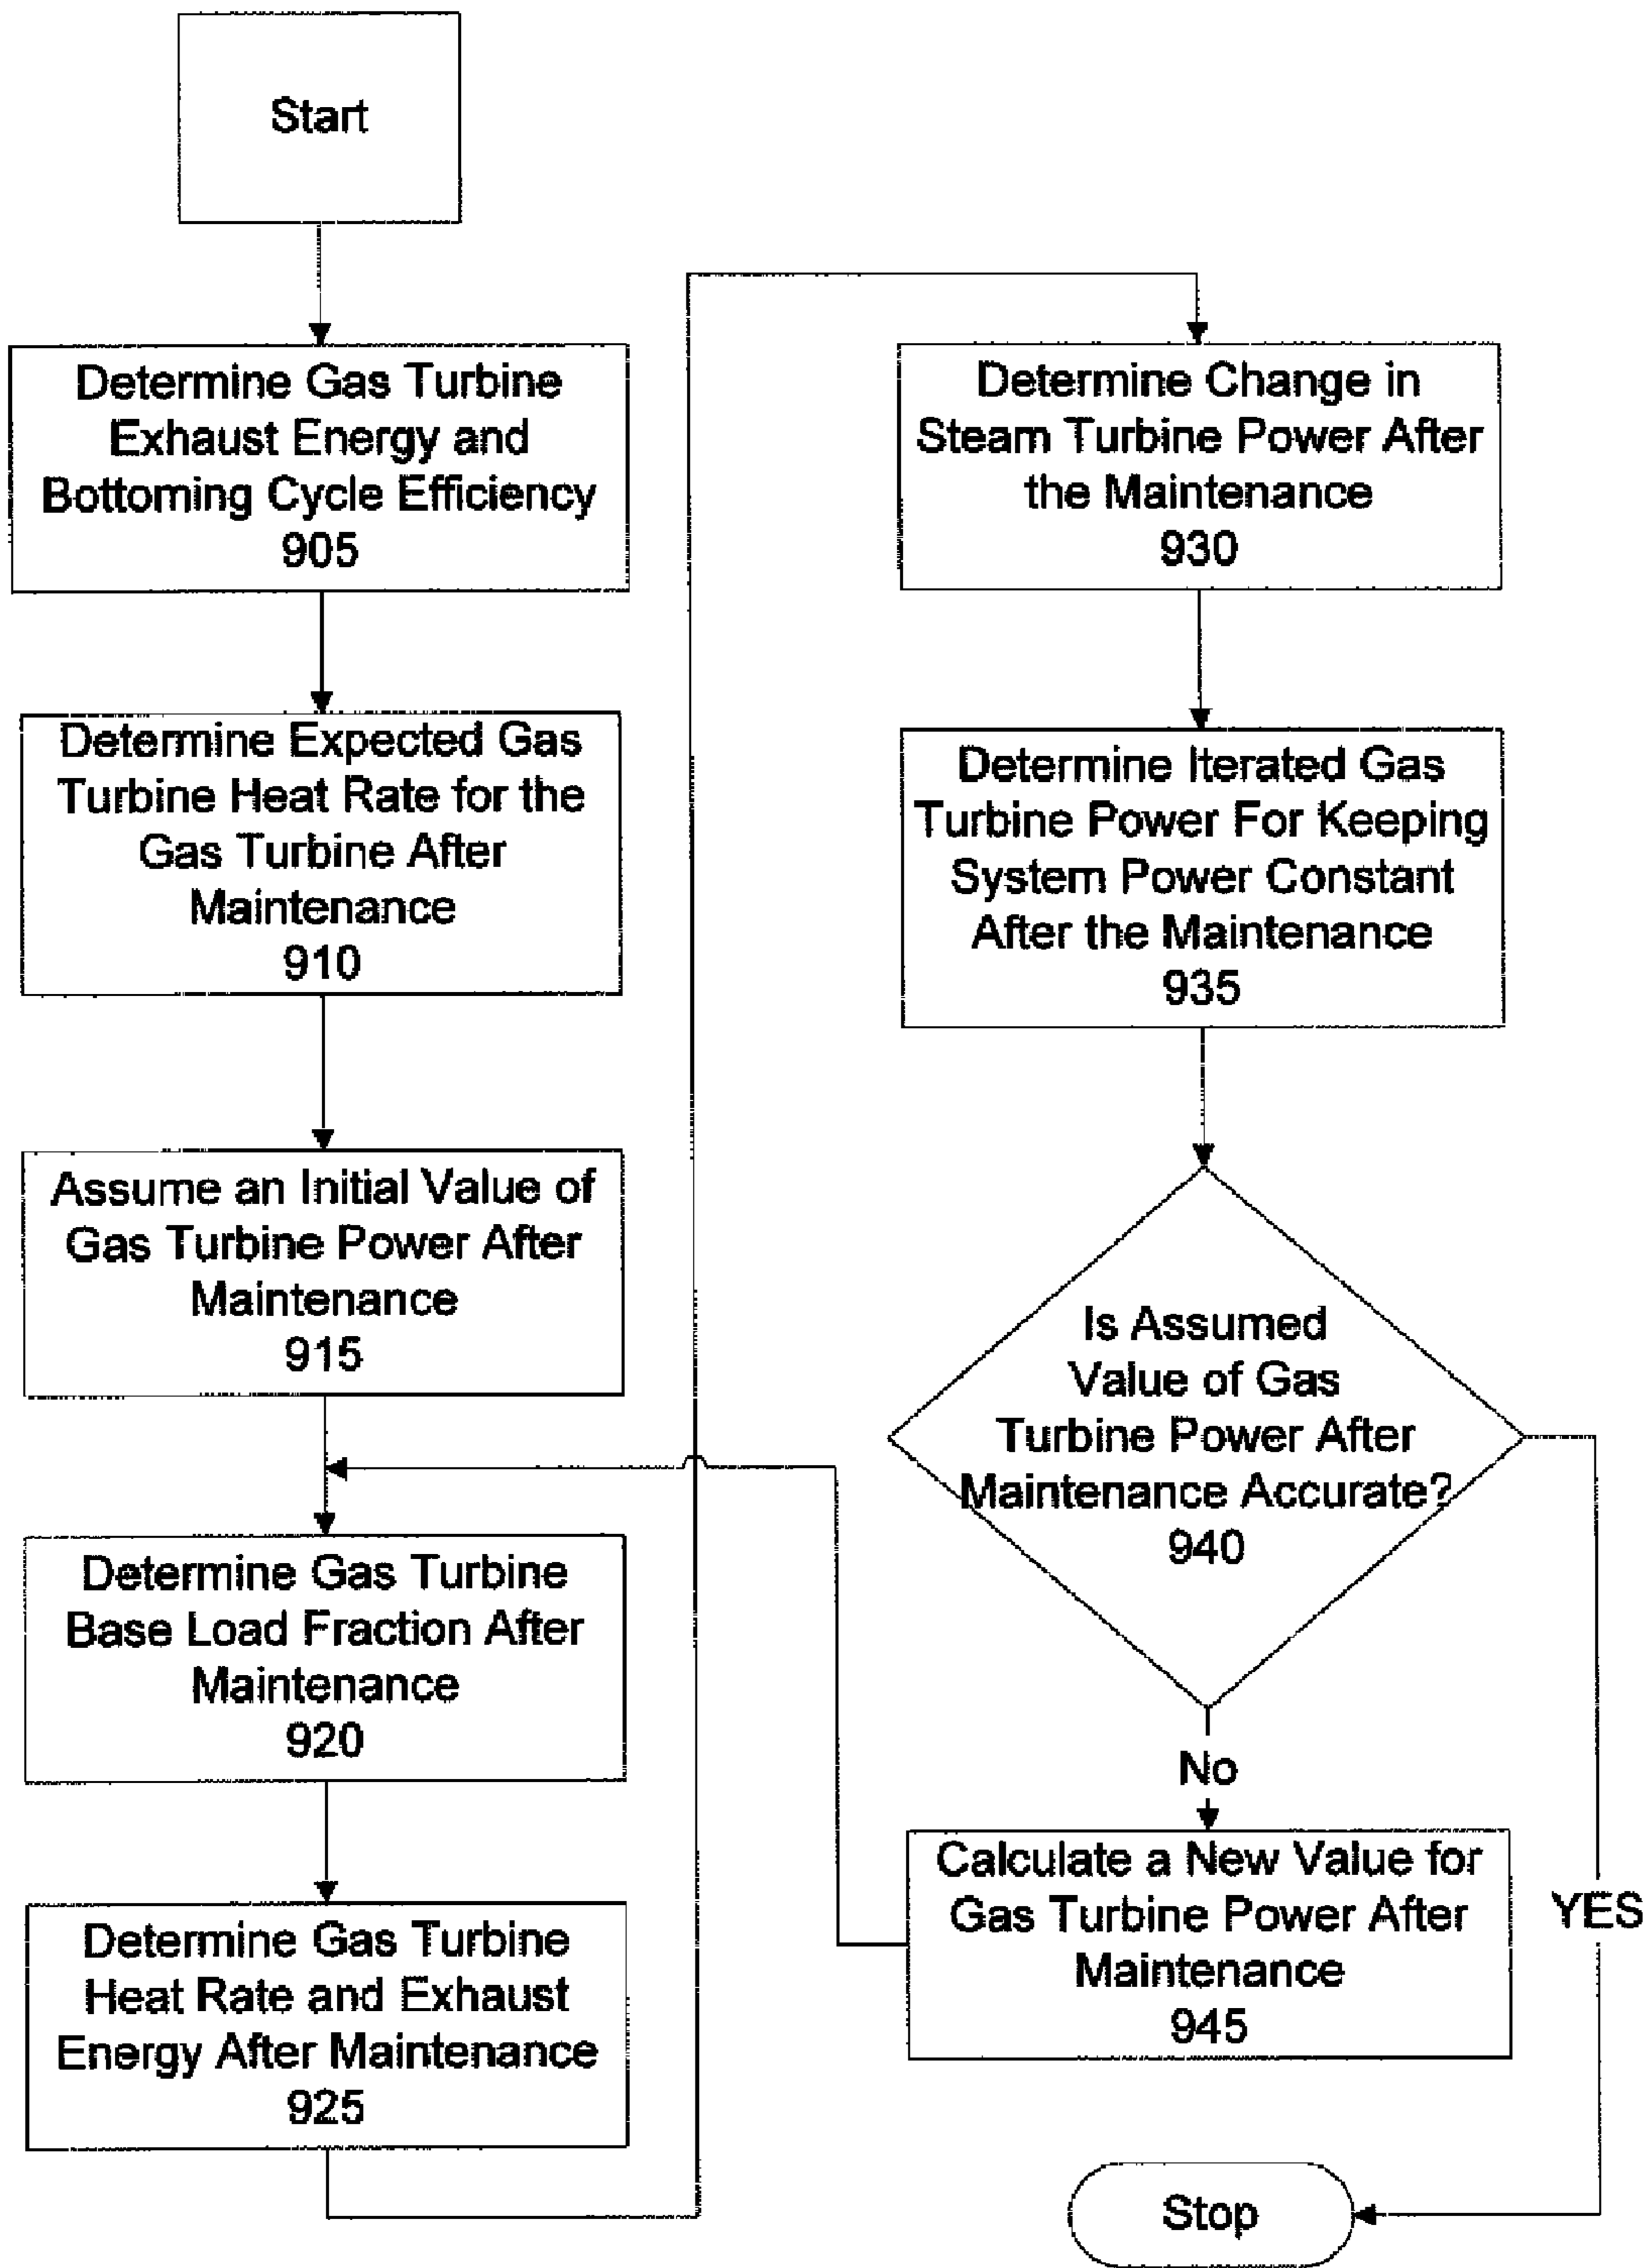 Start
Determine Gas Turbine
Exhaust Energy and
Bottoming Cycle Efficiency
905
Determine Expected Gas
Turbine Heat Rate for the
Gas Turbine After
Maintenance
910
Assume an Initial Value of
Gas Turbine Power After
Maintenance
915
Determine Gas Turbine
Base Load Fraction After
Maintenance
920
Determine Gas Turbine
Heat Rate and Exhaust
Energy After Maintenance
925
Determine Change in
Steam Turbine Power After
the Maintenance
930
Determine Iterated Gas
Turbine Power For Keeping
System Power Constant
After the Maintenance
935
Is Assumed
Value of Gas
Turbine Power After
Maintenance Accurate?
940
No
Calculate a New Value for
Gas Turbine Power After
Maintenance
945
YES
Stop